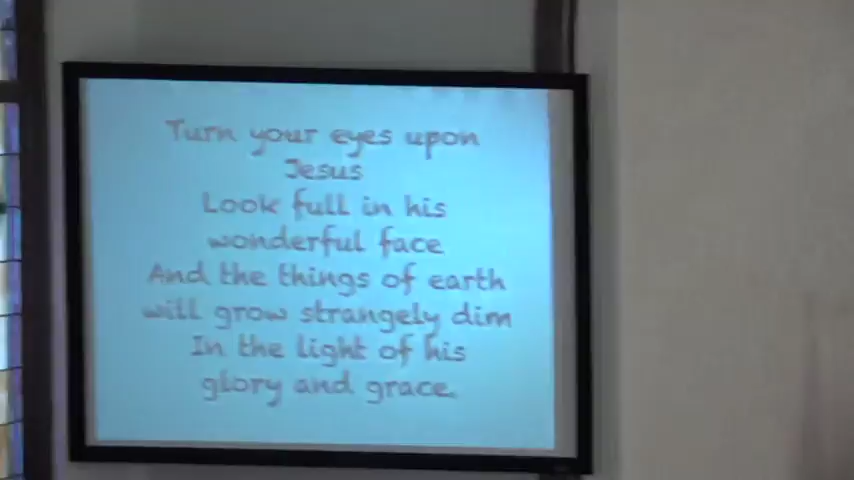 Turn your eyes upon
Jesus
Look full in his
wonderful face
And the things of earth
will grow strangely dim
In the light of his
glory and grace.